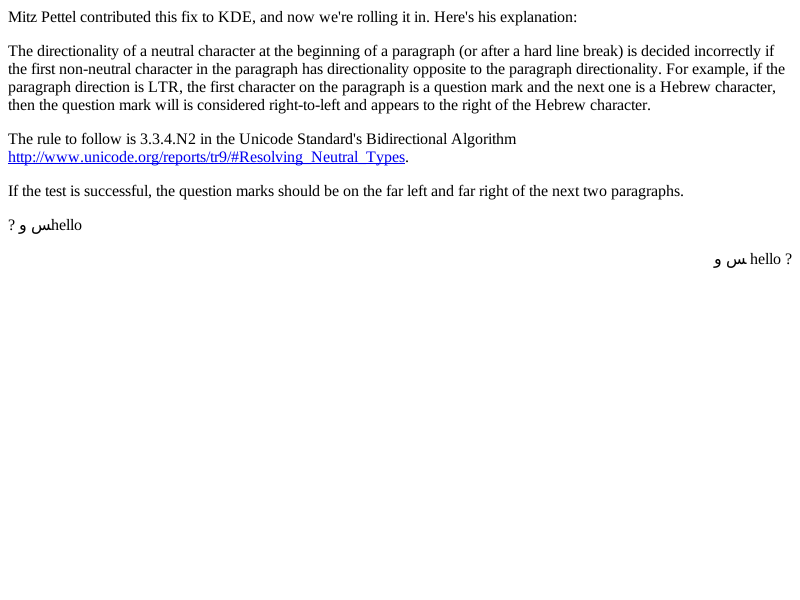 Mitz Pettel contributed this fix to KDE, and now we're rolling it in. Here's his explanation:
The directionality of a neutral character at the beginning of a paragraph (or after a hard line break) is decided incorrectly if
the first non-neutral character in the paragraph has directionality opposite to the paragraph directionality. For example, if the
paragraph direction is LTR, the first character on the paragraph is a question mark and the next one is a Hebrew character,
then the question mark will is considered right-to-left and appears to the right of the Hebrew character.
The rule to follow is 3.3.4.N2 in the Unicode Standard's Bidirectional Algorithm
http://www.unicode.org/reports/tr9/#Resolving_Neutral_Types.
If the test is successful, the question marks should be on the far left and far right of the next two paragraphs.
? س وhello
? hello س و